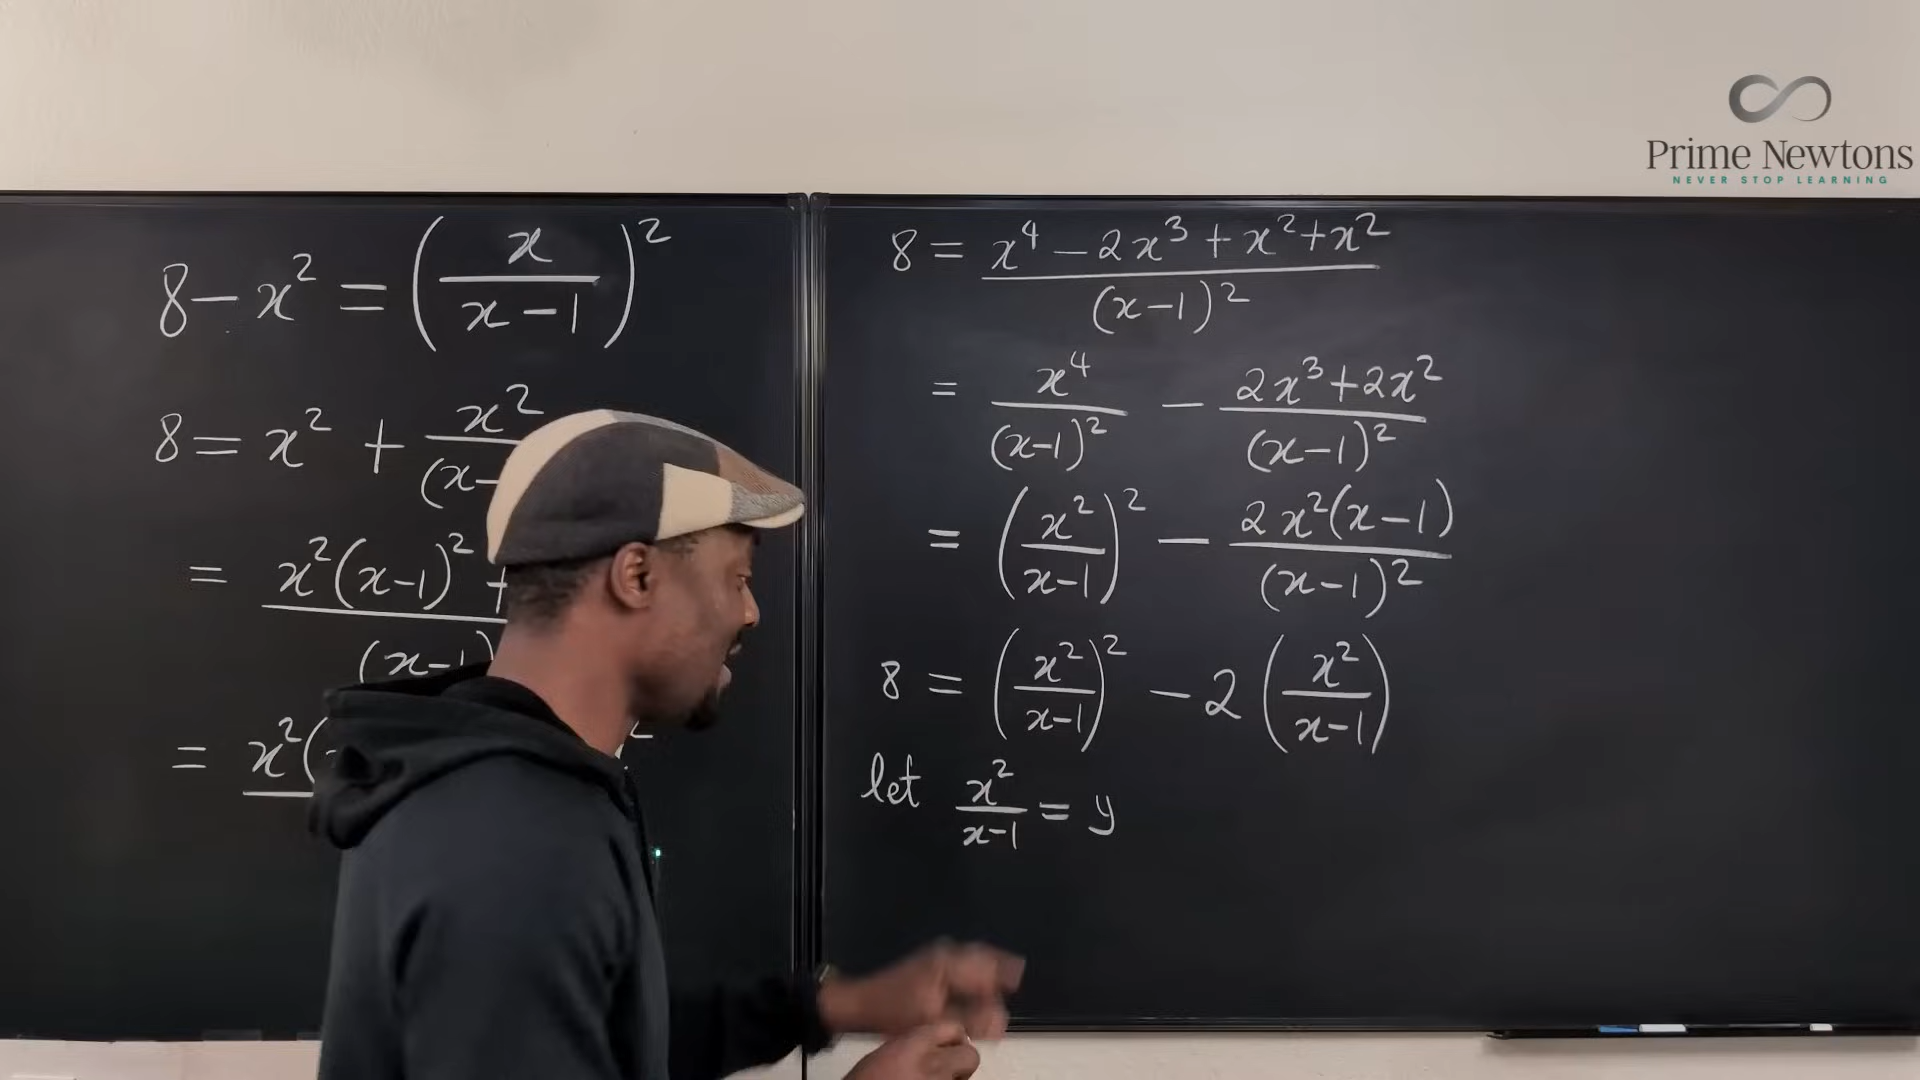 Prime Newtons
NEVER STOP LEARNING
8 - x² = (x/(x-1))²
8 = x² + x²/(x-
= x²(x-1)² +
(x-1)
= x²(
8 = (x⁴ - 2x³ + x² + x²)/(x-1)²
= x⁴/(x-1)² - (2x³ + 2x²)/(x-1)²
= (x²/(x-1))² - 2x²(x-1)/(x-1)²
8 = (x²/(x-1))² - 2(x²/(x-1))
let x²/(x-1) = y